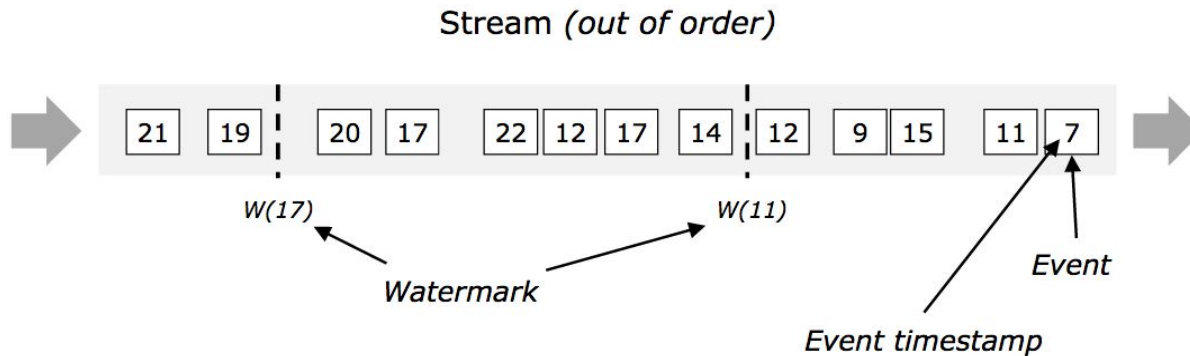 Stream (out of order)
21 19 20 17 22 12 17 14 12 9 15 11 7
W(17) W(11)
Watermark
Event
Event timestamp